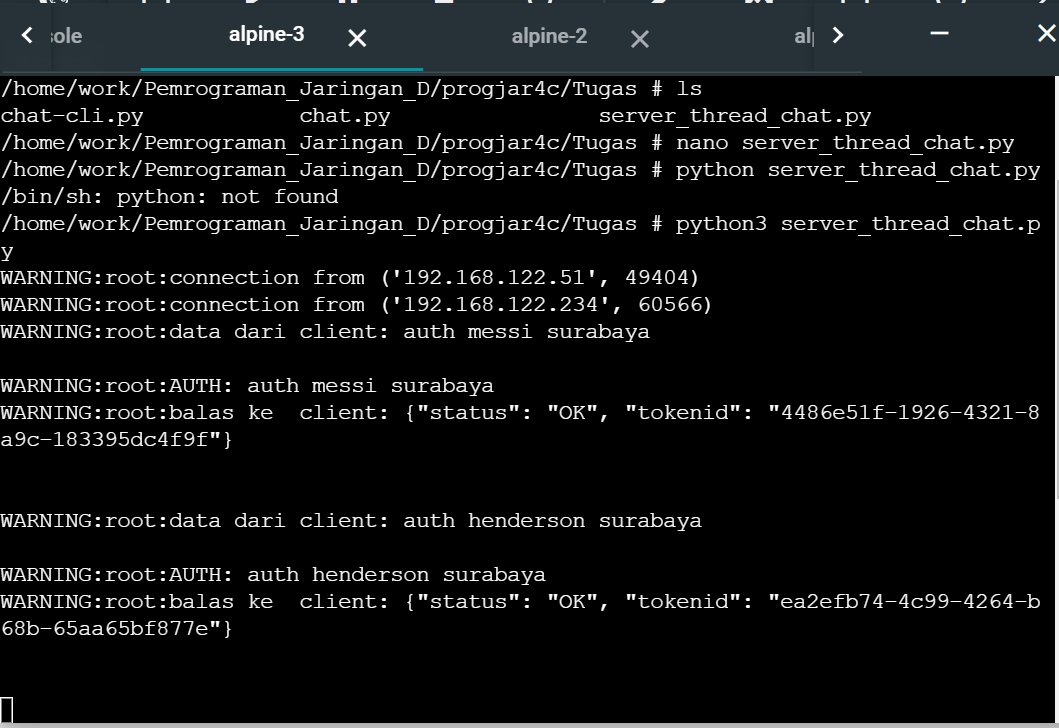 sole alpine-3 alpine-2 alp
/home/work/Pemrograman_Jaringan_D/progjar4c/Tugas # ls
chat-cli.py chat.py server_thread_chat.py
/home/work/Pemrograman_Jaringan_D/progjar4c/Tugas # nano server_thread_chat.py
/home/work/Pemrograman_Jaringan_D/progjar4c/Tugas # python server_thread_chat.py
/bin/sh: python: not found
/home/work/Pemrograman_Jaringan_D/progjar4c/Tugas # python3 server_thread_chat.p
y
WARNING:root:connection from ('192.168.122.51', 49404)
WARNING:root:connection from ('192.168.122.234', 60566)
WARNING:root:data dari client: auth messi surabaya
WARNING:root:AUTH: auth messi surabaya
WARNING:root:balas ke  client: {"status": "OK", "tokenid": "4486e51f-1926-4321-8
a9c-183395dc4f9f"}
WARNING:root:data dari client: auth henderson surabaya
WARNING:root:AUTH: auth henderson surabaya
WARNING:root:balas ke  client: {"status": "OK", "tokenid": "ea2efb74-4c99-4264-b
68b-65aa65bf877e"}